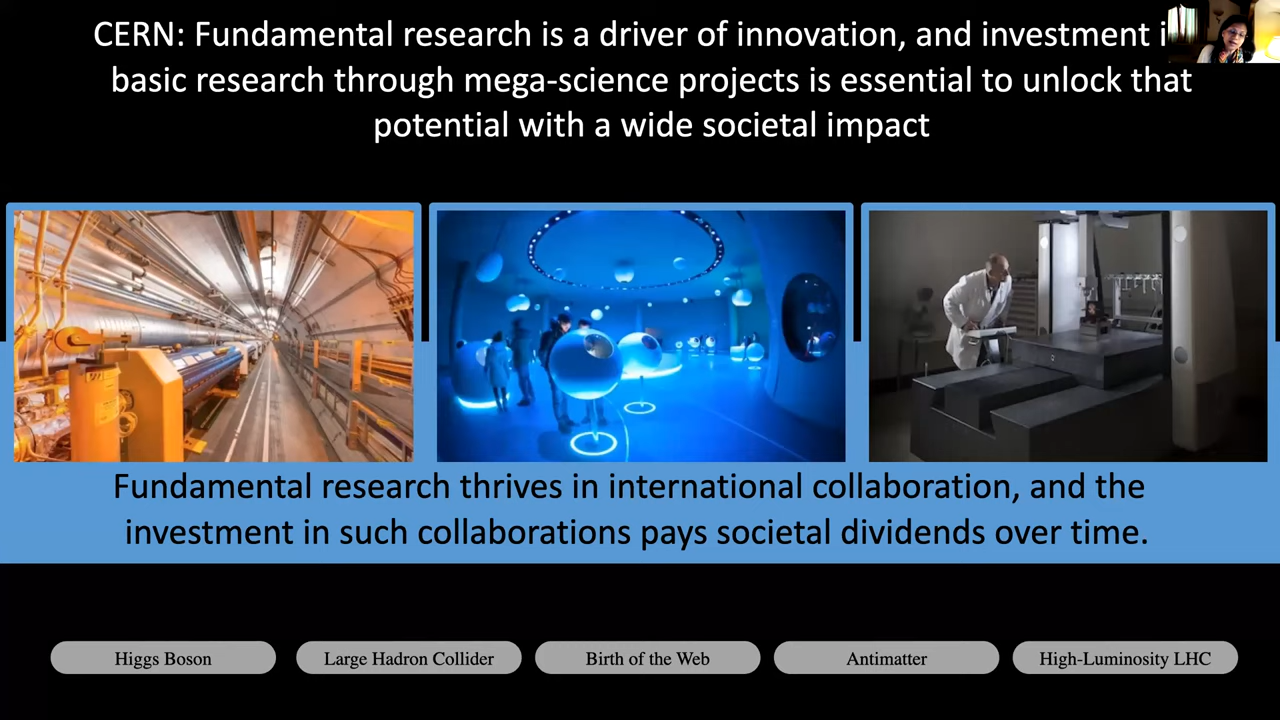 CERN: Fundamental research is a driver of innovation, and investment i
basic research through mega-science projects is essential to unlock that
potential with a wide societal impact
Fundamental research thrives in international collaboration, and the
investment in such collaborations pays societal dividends over time.
Higgs Boson
Large Hadron Collider
Birth of the Web
Antimatter
High-Luminosity LHC